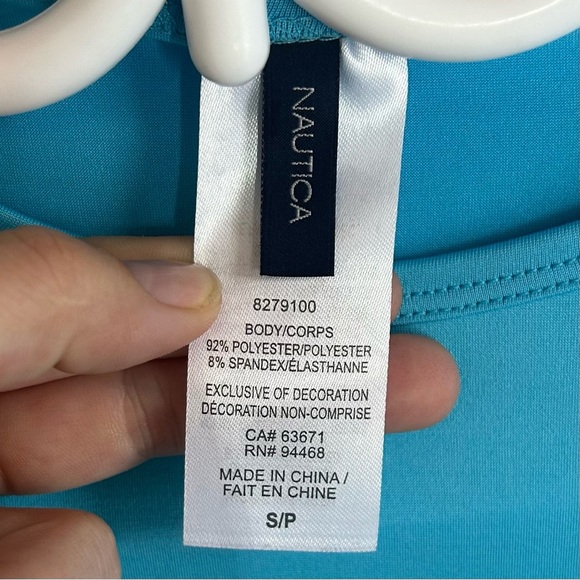 NAUTICA
8279100
BODY/CORPS
92% POLYESTER/POLYESTER
8% SPANDEX/ÉLASTHANNE
EXCLUSIVE OF DECORATION
DÉCORATION NON-COMPRISE
CA# 63671
RN# 94468
MADE IN CHINA /
FAIT EN CHINE
S/P